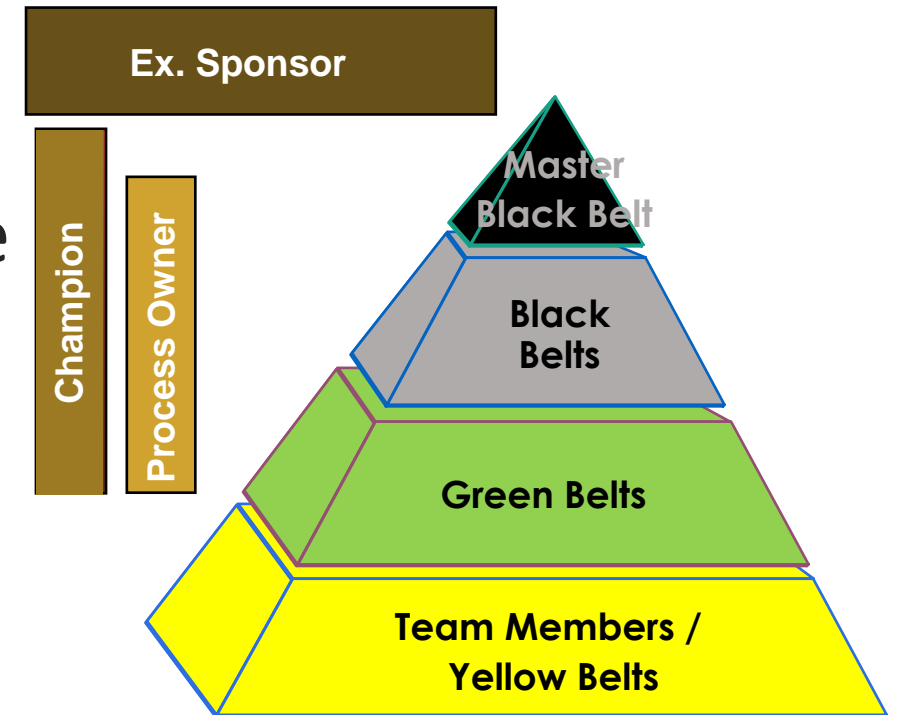 Ex. Sponsor
e
Champion
Process Owner
Master
Black Belt
Black
Belts
Green Belts
Team Members /
Yellow Belts